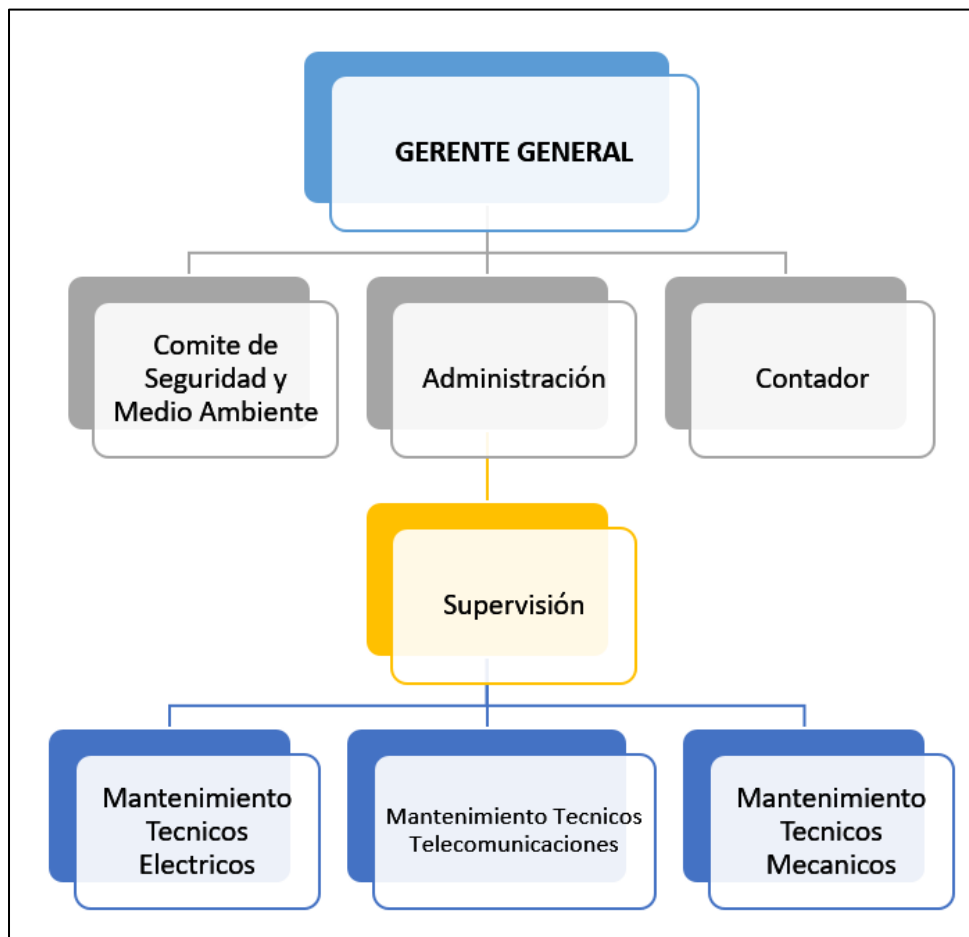 GERENTE GENERAL
Comite de
Seguridad y
Medio Ambiente
Administración
Contador
Supervisión
Mantenimiento
Tecnicos
Electricos
Mantenimiento Tecnicos
Telecomunicaciones
Mantenimiento
Tecnicos
Mecanicos